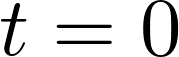 t = 0